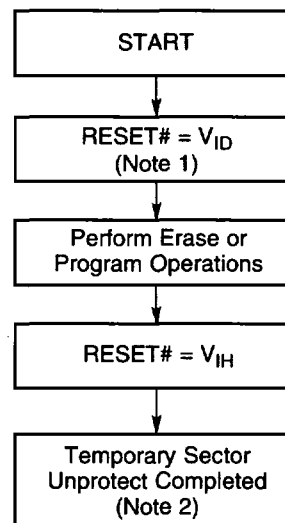 START
RESET# = VID
(Note 1)
Perform Erase or
Program Operations
RESET# = VIH
Temporary Sector
Unprotect Completed
(Note 2)